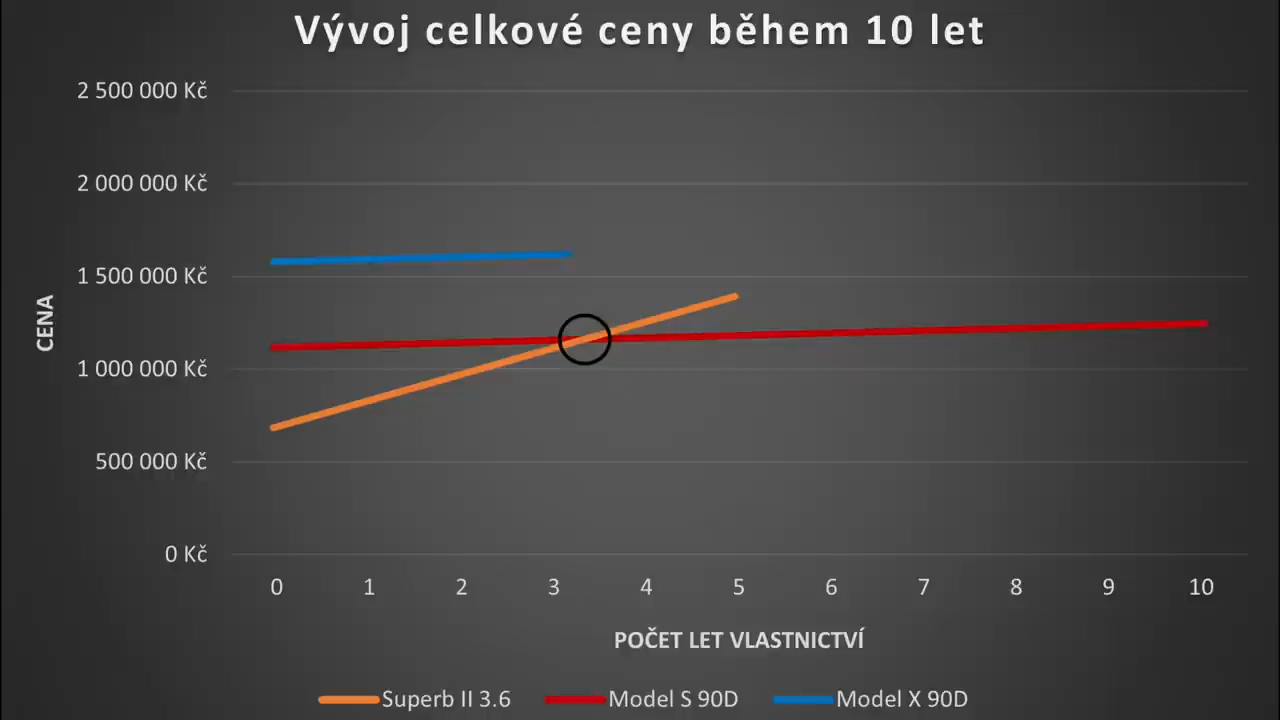 Vývoj celkové ceny během 10 let
2 500 000 Kč
2 000 000 Kč
1 500 000 Kč
1 000 000 Kč
500 000 Kč
0 Kč
CENA
0 1 2 3 4 5 6 7 8 9 10
POČET LET VLASTNICTVÍ
Superb II 3.6 Model S 90D Model X 90D